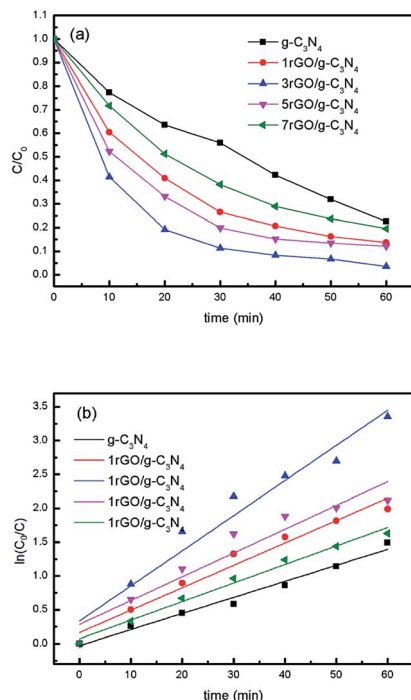 (a)
g-C₃N₄
1rGO/g-C₃N₄
3rGO/g-C₃N₄
5rGO/g-C₃N₄
7rGO/g-C₃N₄
C/C₀
1.0
0.9
0.8
0.7
0.6
0.5
0.4
0.3
0.2
0.1
0.0
0 10 20 30 40 50 60
time (min)
(b)
g-C₃N₄
1rGO/g-C₃N₄
1rGO/g-C₃N₄
1rGO/g-C₃N₄
1rGO/g-C₃N₄
ln(C₀/C)
3.5
3.0
2.5
2.0
1.5
1.0
0.5
0.0
0 10 20 30 40 50 60
time (min)